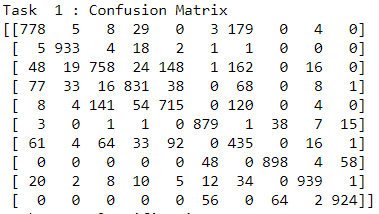 Task  1 : Confusion Matrix
[[778   5   8  29   0   3 179   0   4   0]
 [  5 933   4  18   2   1   1   0   0   0]
 [ 48  19 758  24 148   1 162   0  16   0]
 [ 77  33  16 831  38   0  68   0   8   1]
 [  8   4 141  54 715   0 120   0   4   0]
 [  3   0   1   1   0 879   1  38   7  15]
 [ 61   4  64  33  92   0 435   0  16   1]
 [  0   0   0   0   0  48   0 898   4  58]
 [ 20   2   8  10   5  12  34   0 939   1]
 [  0   0   0   0   0  56   0  64   2 924]]